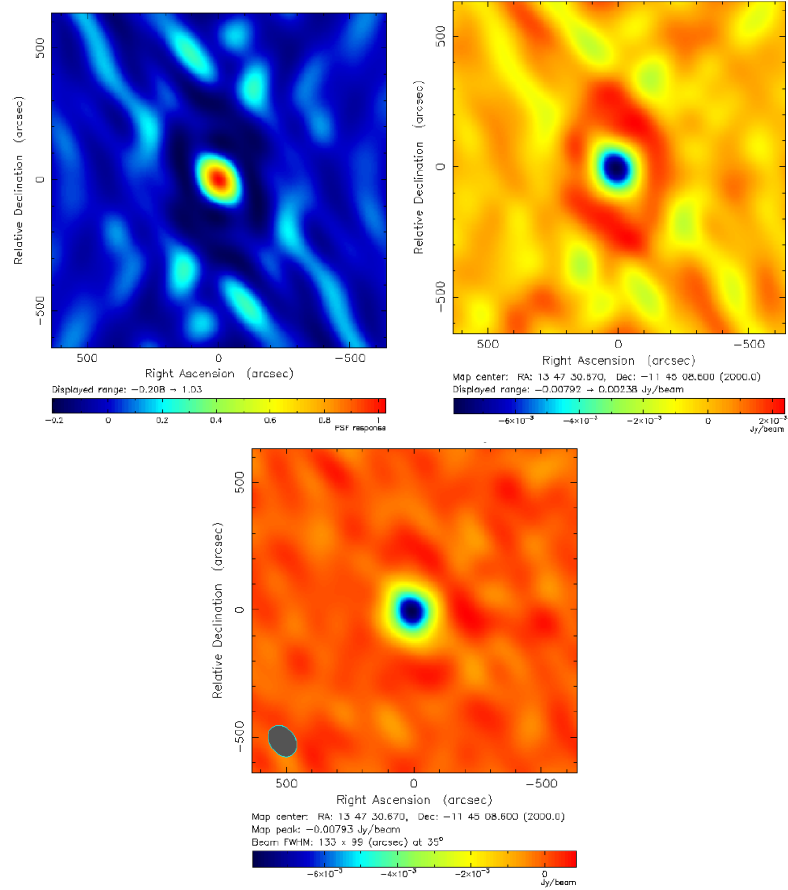 500
0
−500
Relative Declination (arcsec)
500 0 −500
Right Ascension (arcsec)
Displayed range: −0.208 → 1.03
−0.2 0 0.2 0.4 0.6 0.8
PSF response
500
0
−500
Relative Declination (arcsec)
500 0 −500
Right Ascension (arcsec)
Map center: RA: 13 47 30.670, Dec: −11 45 08.600 (2000.0)
Displayed range: −0.00792 → 0.00238 Jy/beam
−6×10⁻³ −4×10⁻³ −2×10⁻³ 0 2×10⁻³
Jy/beam
500
0
−500
Relative Declination (arcsec)
500 0 −500
Right Ascension (arcsec)
Map center: RA: 13 47 30.670, Dec: −11 45 08.600 (2000.0)
Map peak: −0.00793 Jy/beam
Beam FWHM: 133 × 99 (arcsec) at 35°
−6×10⁻³ −4×10⁻³ −2×10⁻³ 0
Jy/beam